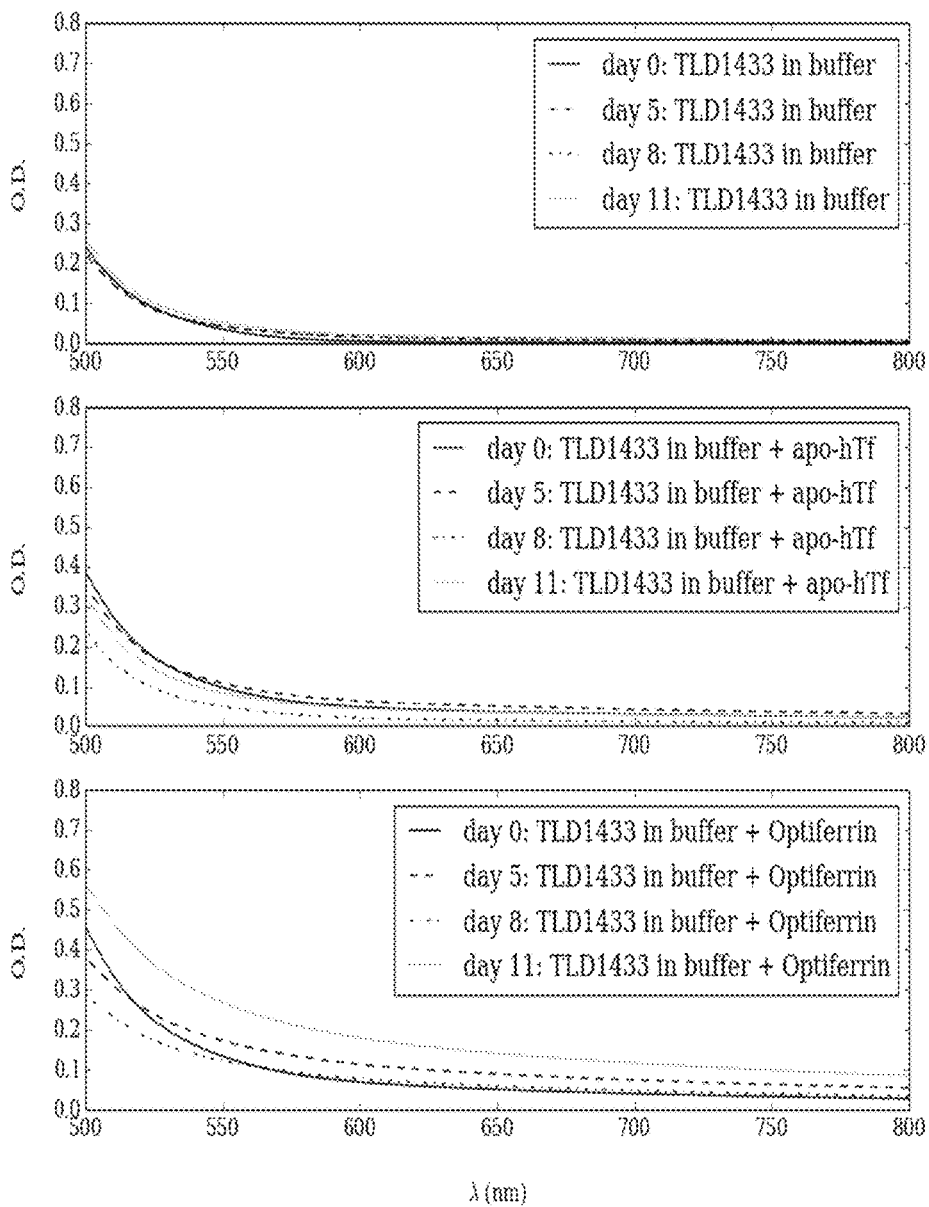 0.8
0.7
0.6
0.5
0.4
0.3
0.2
0.1
0.0
O.D.
day 0: TLD1433 in buffer
day 5: TLD1433 in buffer
day 8: TLD1433 in buffer
day 11: TLD1433 in buffer
500 550 600 650 700 750 800
0.8
0.7
0.6
0.5
0.4
0.3
0.2
0.1
0.0
O.D.
day 0: TLD1433 in buffer + apo-hTf
day 5: TLD1433 in buffer + apo-hTf
day 8: TLD1433 in buffer + apo-hTf
day 11: TLD1433 in buffer + apo-hTf
500 550 600 650 700 750 800
0.8
0.7
0.6
0.5
0.4
0.3
0.2
0.1
0.0
O.D.
day 0: TLD1433 in buffer + Optiferrin
day 5: TLD1433 in buffer + Optiferrin
day 8: TLD1433 in buffer + Optiferrin
day 11: TLD1433 in buffer + Optiferrin
500 550 600 650 700 750 800
λ (nm)